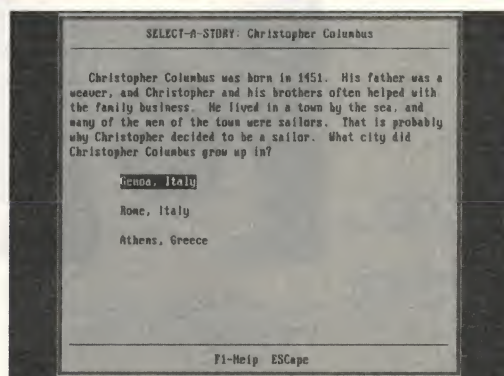 SELECT-A-STORY: Christopher Columbus
Christopher Columbus was born in 1451. His father was a
weaver, and Christopher and his brothers often helped with
the family business. He lived in a town by the sea, and
many of the men of the town were sailors. That is probably
why Christopher decided to be a sailor. What city did
Christopher Columbus grow up in?
Genoa, Italy
Rome, Italy
Athens, Greece
F1-Help ESCape